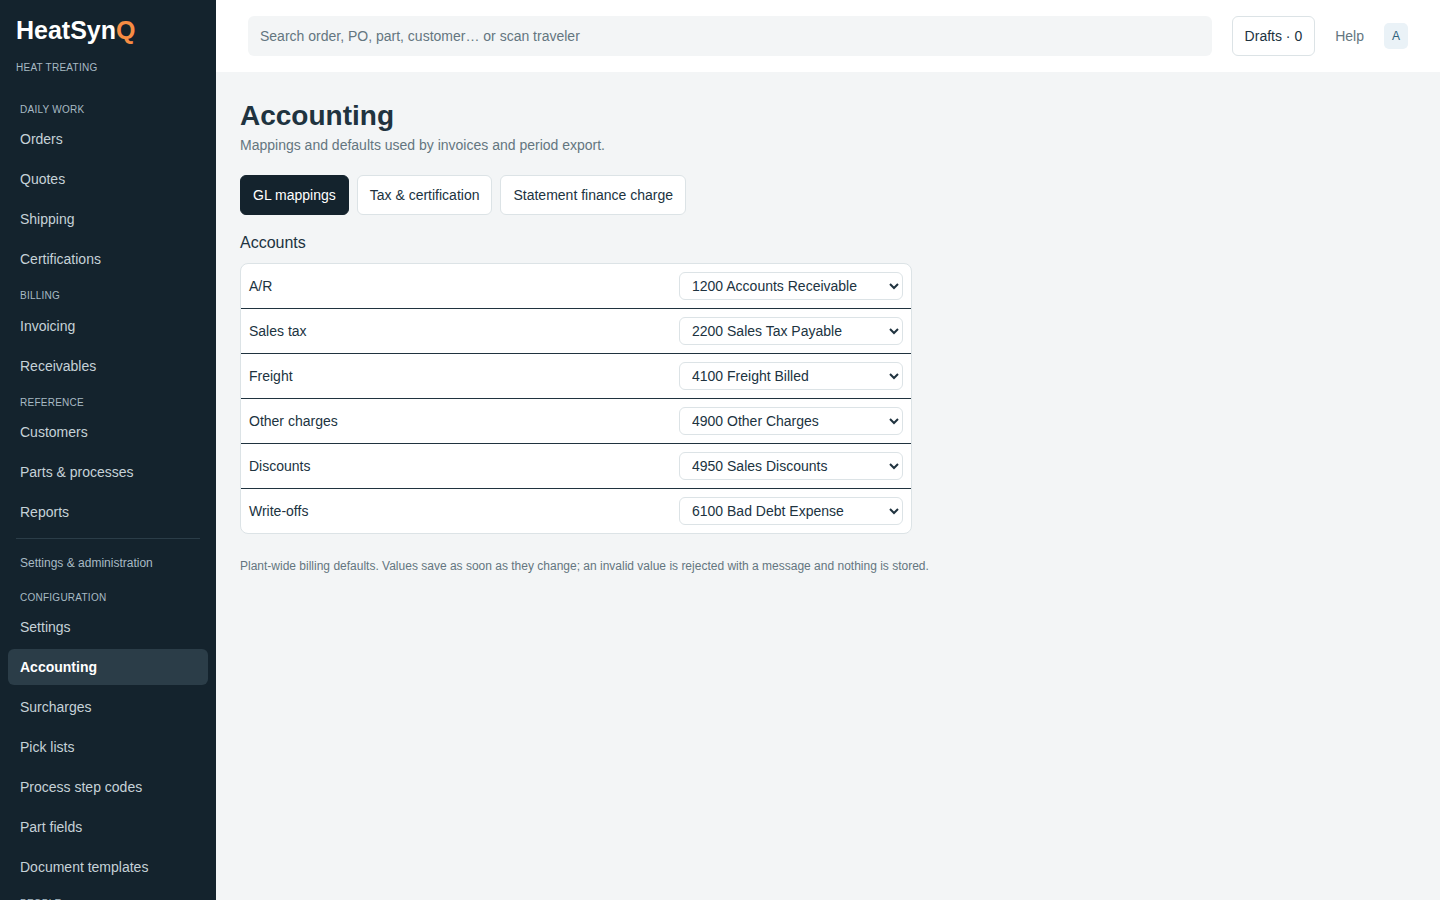 HeatSynQ
HEAT TREATING
DAILY WORK
Orders
Quotes
Shipping
Certifications
BILLING
Invoicing
Receivables
REFERENCE
Customers
Parts & processes
Reports
Settings & administration
CONFIGURATION
Settings
Accounting
Surcharges
Pick lists
Process step codes
Part fields
Document templates
Search order, PO, part, customer… or scan traveler
Drafts · 0
Help
A
Accounting
Mappings and defaults used by invoices and period export.
GL mappings
Tax & certification
Statement finance charge
Accounts
A/R 1200 Accounts Receivable
Sales tax 2200 Sales Tax Payable
Freight 4100 Freight Billed
Other charges 4900 Other Charges
Discounts 4950 Sales Discounts
Write-offs 6100 Bad Debt Expense
Plant-wide billing defaults. Values save as soon as they change; an invalid value is rejected with a message and nothing is stored.